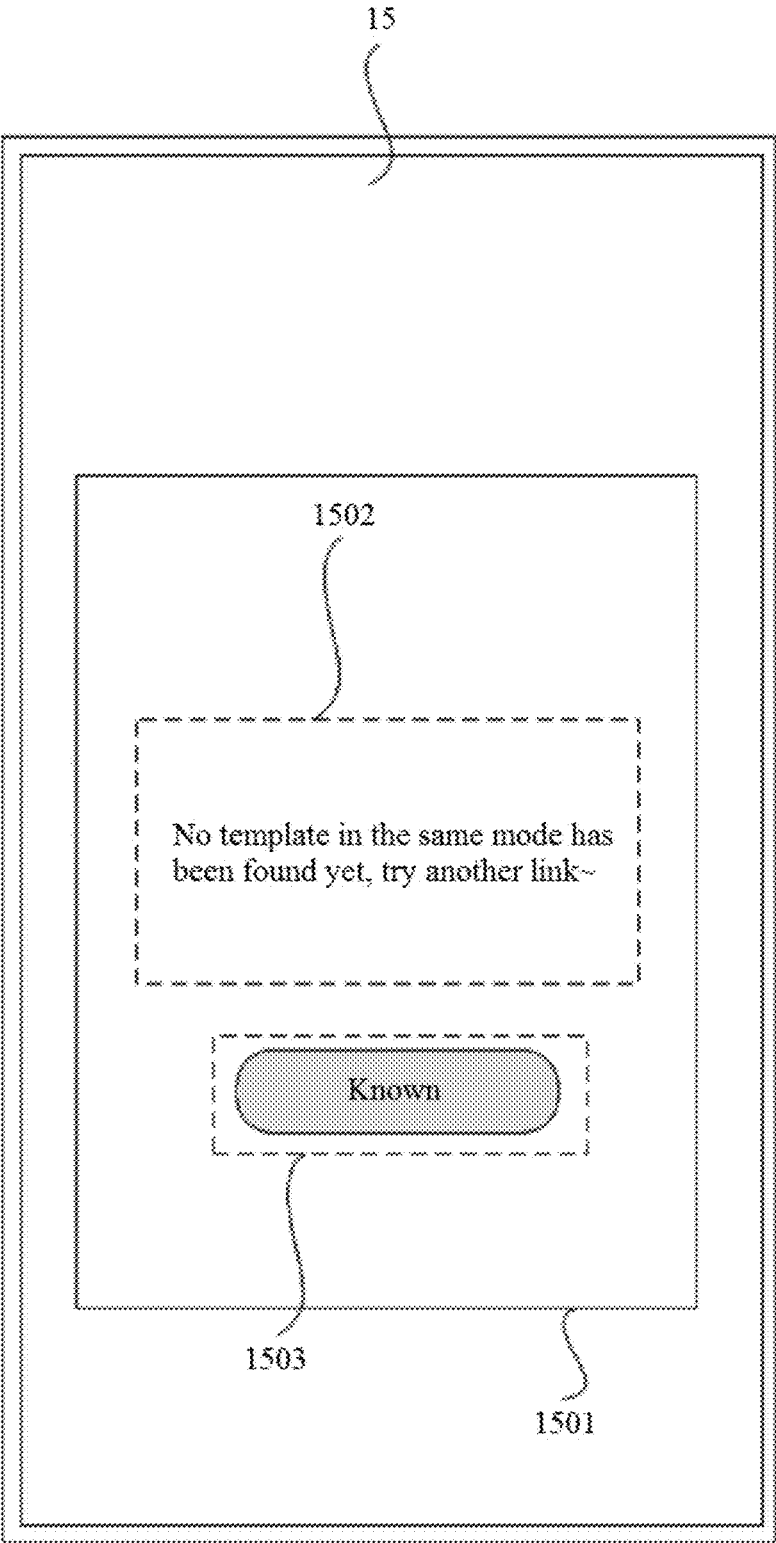 15
1502
No template in the same mode has
been found yet, try another link~
Known
1503
1501